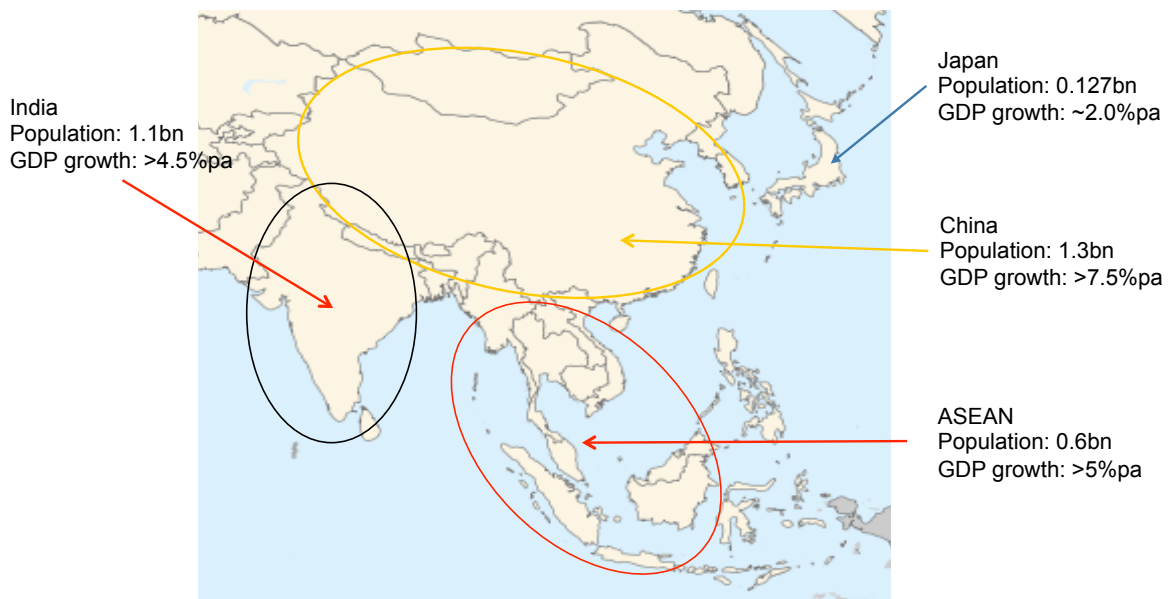 India
Population: 1.1bn
GDP growth: >4.5%pa
Japan
Population: 0.127bn
GDP growth: ~2.0%pa
China
Population: 1.3bn
GDP growth: >7.5%pa
ASEAN
Population: 0.6bn
GDP growth: >5%pa